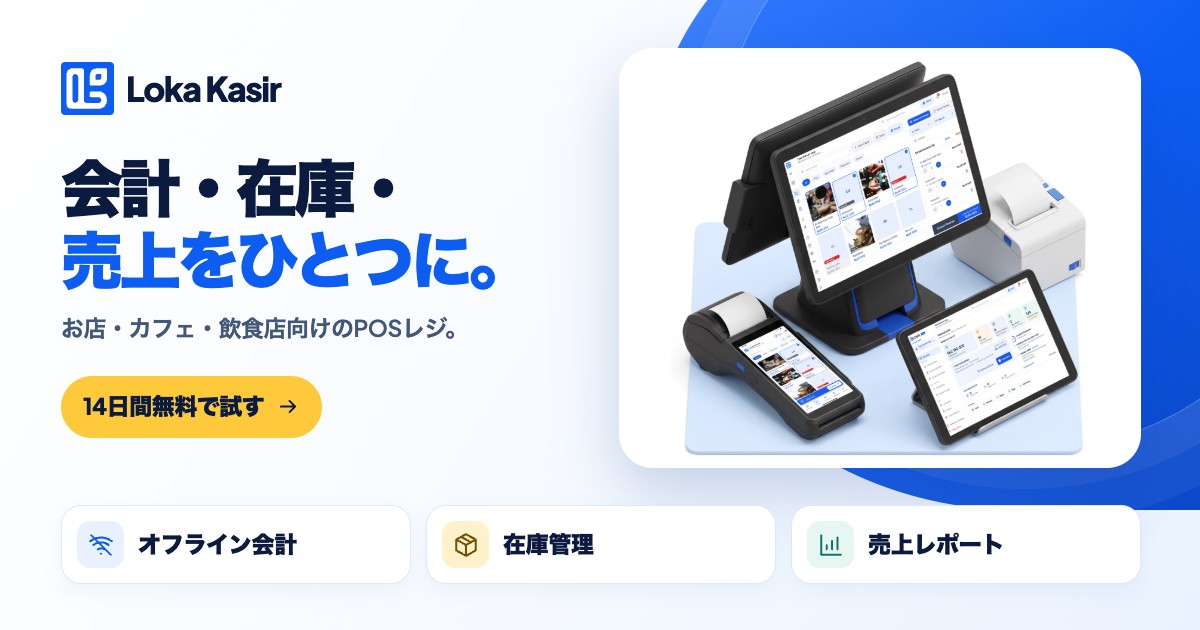 Loka Kasir
会計・在庫・
売上をひとつに。
お店・カフェ・飲食店向けのPOSレジ。
14日間無料で試す →
オフライン会計
在庫管理
売上レポート